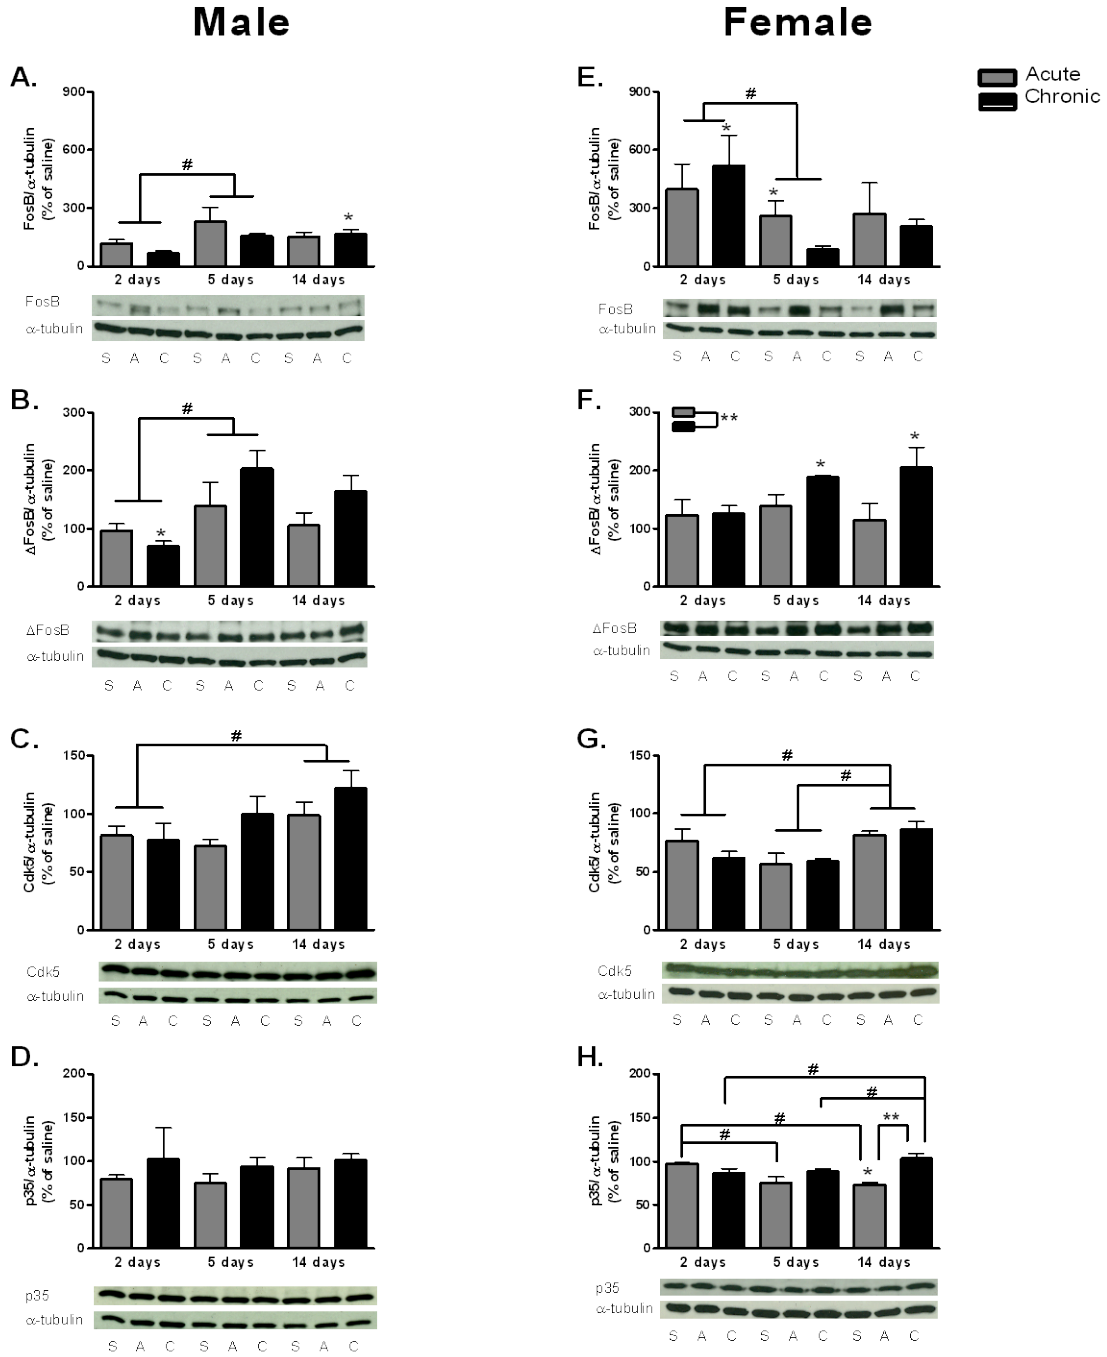 Male
Female
Acute
Chronic
A.
FosB/α-tubulin
(% of saline)
900
600
300
0
#
*
2 days 5 days 14 days
FosB
α-tubulin
S A C S A C S A C
E.
FosB/α-tubulin
(% of saline)
900
600
300
0
#
*
*
2 days 5 days 14 days
FosB
α-tubulin
S A C S A C S A C
B.
ΔFosB/α-tubulin
(% of saline)
300
200
100
0
#
*
2 days 5 days 14 days
ΔFosB
α-tubulin
S A C S A C S A C
F.
ΔFosB/α-tubulin
(% of saline)
300
200
100
0
**
*
*
2 days 5 days 14 days
ΔFosB
α-tubulin
S A C S A C S A C
C.
Cdk5/α-tubulin
(% of saline)
150
100
50
0
#
2 days 5 days 14 days
Cdk5
α-tubulin
S A C S A C S A C
G.
Cdk5/α-tubulin
(% of saline)
150
100
50
0
#
#
2 days 5 days 14 days
Cdk5
α-tubulin
S A C S A C S A C
D.
p35/α-tubulin
(% of saline)
200
150
100
50
0
2 days 5 days 14 days
p35
α-tubulin
S A C S A C S A C
H.
p35/α-tubulin
(% of saline)
200
150
100
50
0
#
#
# **
#
*
2 days 5 days 14 days
p35
α-tubulin
S A C S A C S A C